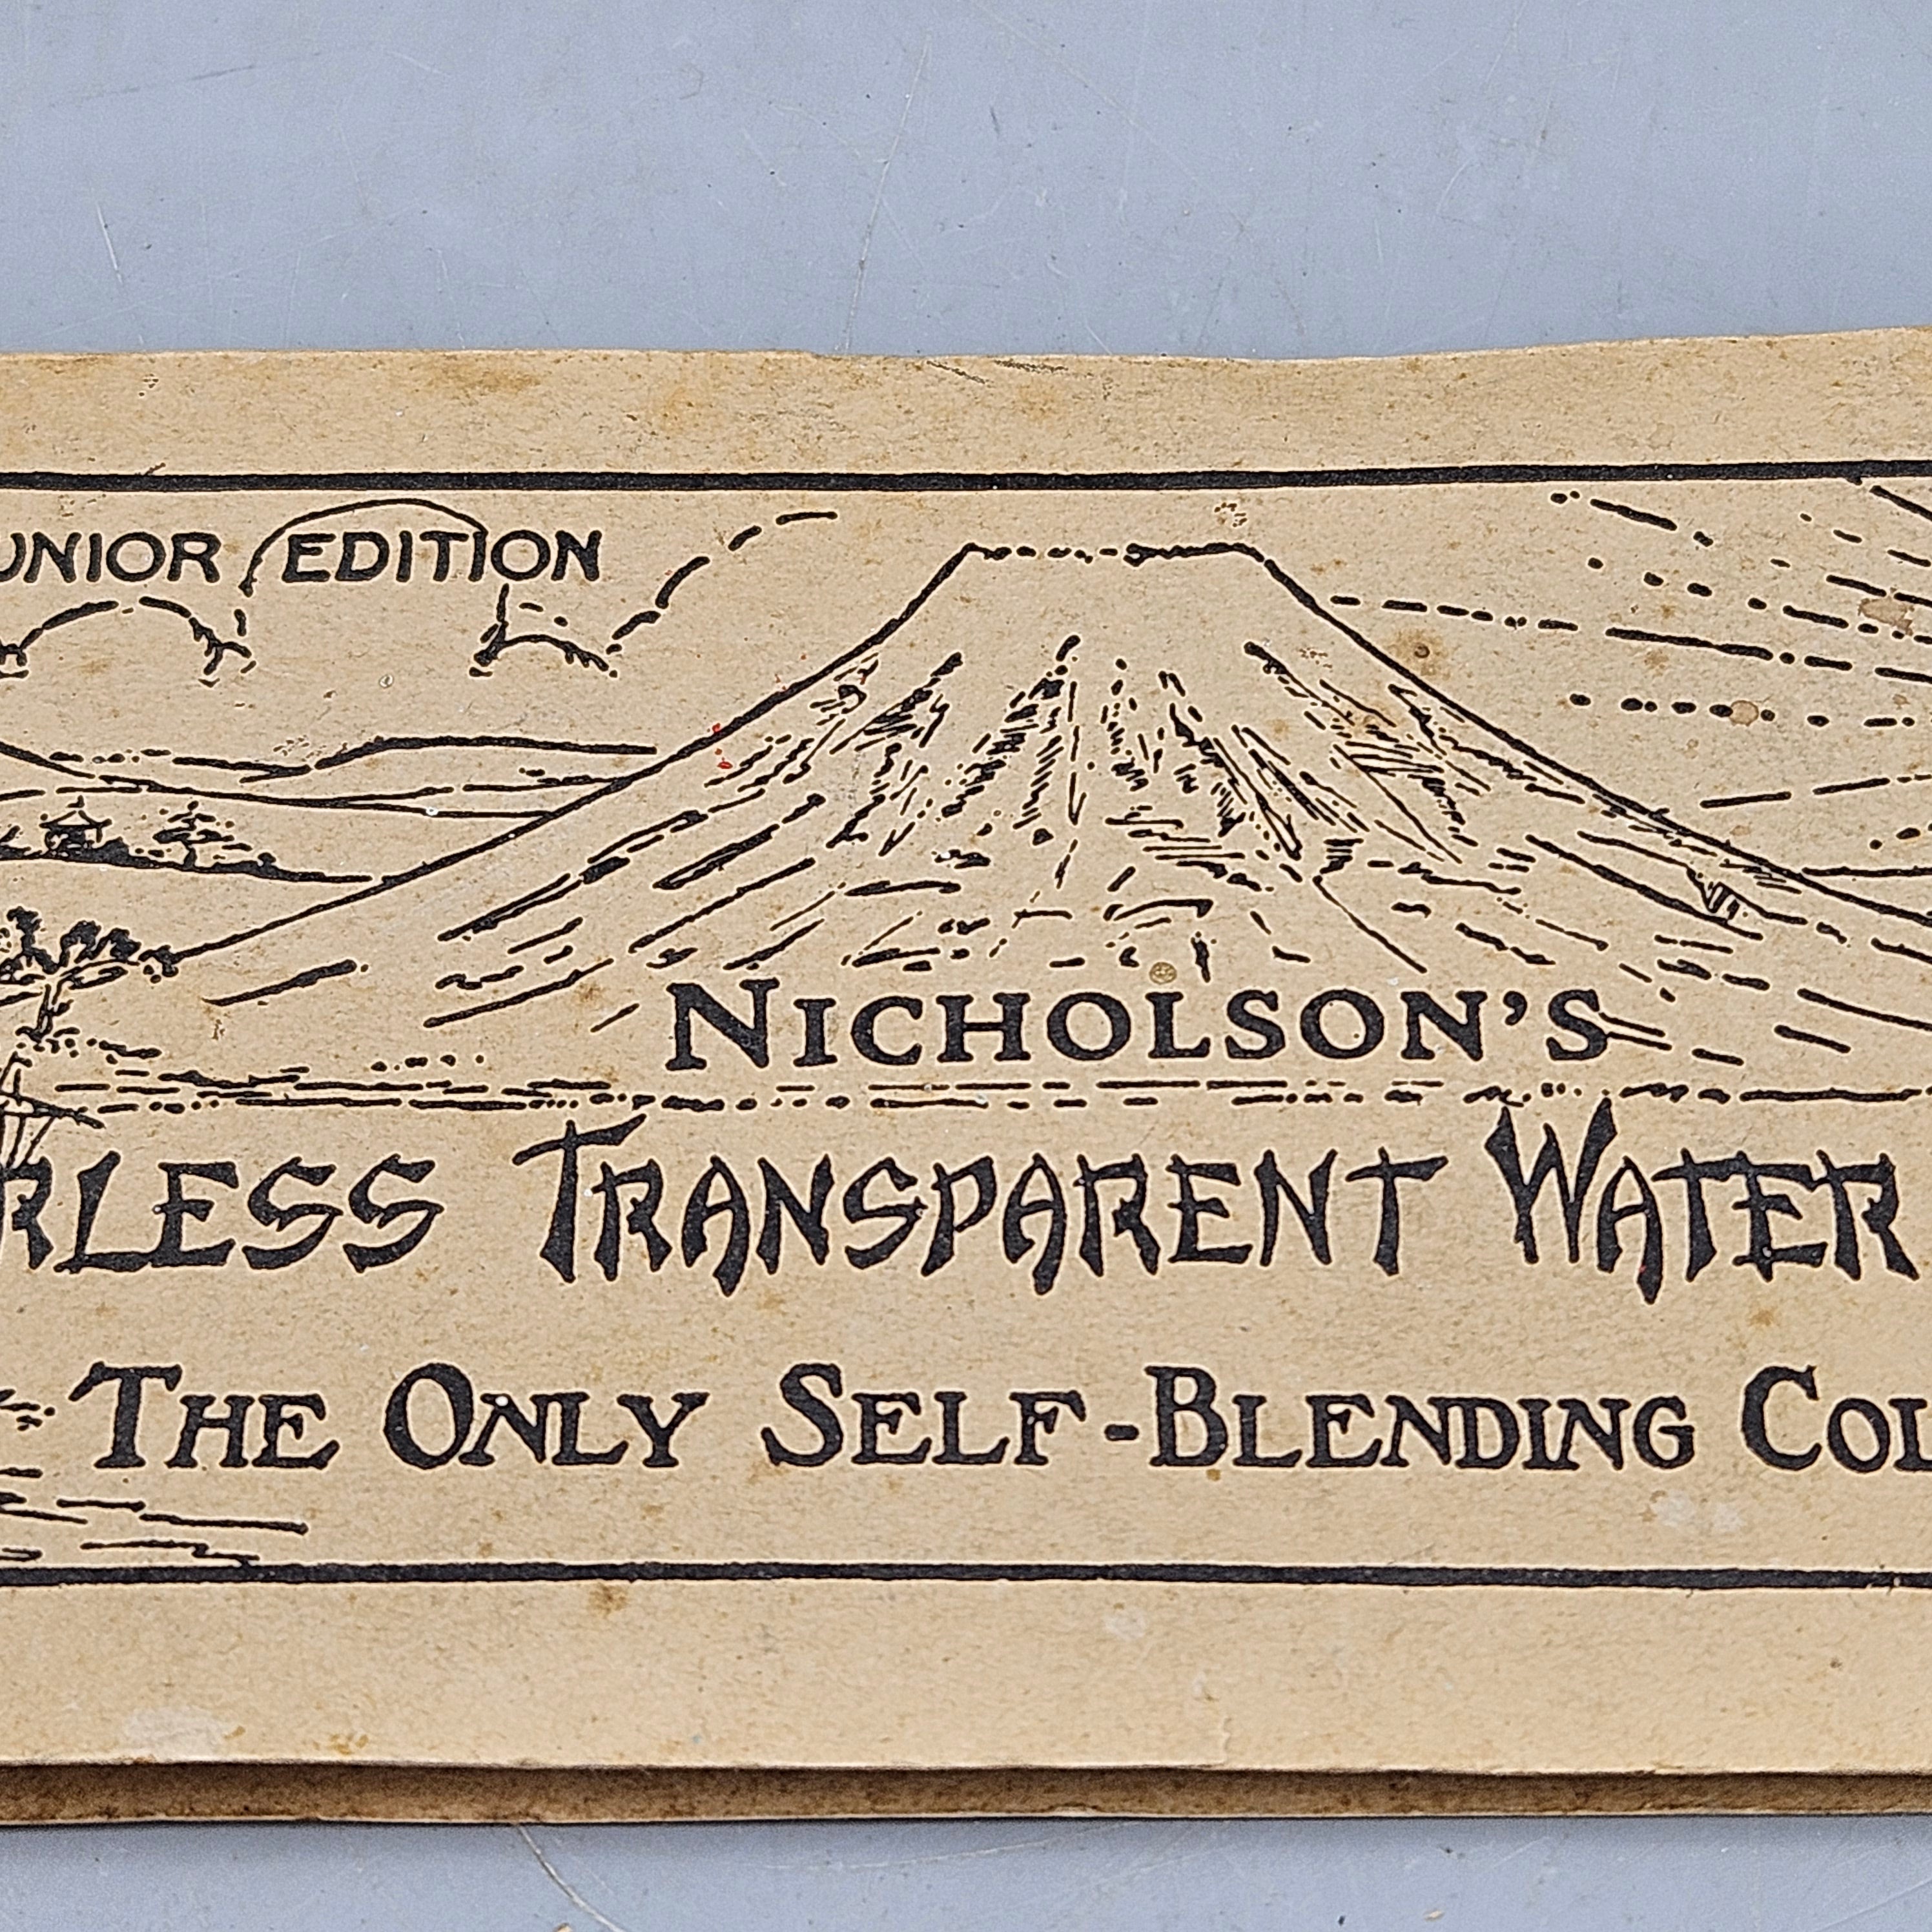 UNIOR EDITION
NICHOLSON'S
RLESS TRANSPARENT WATER
THE ONLY SELF-BLENDING COL